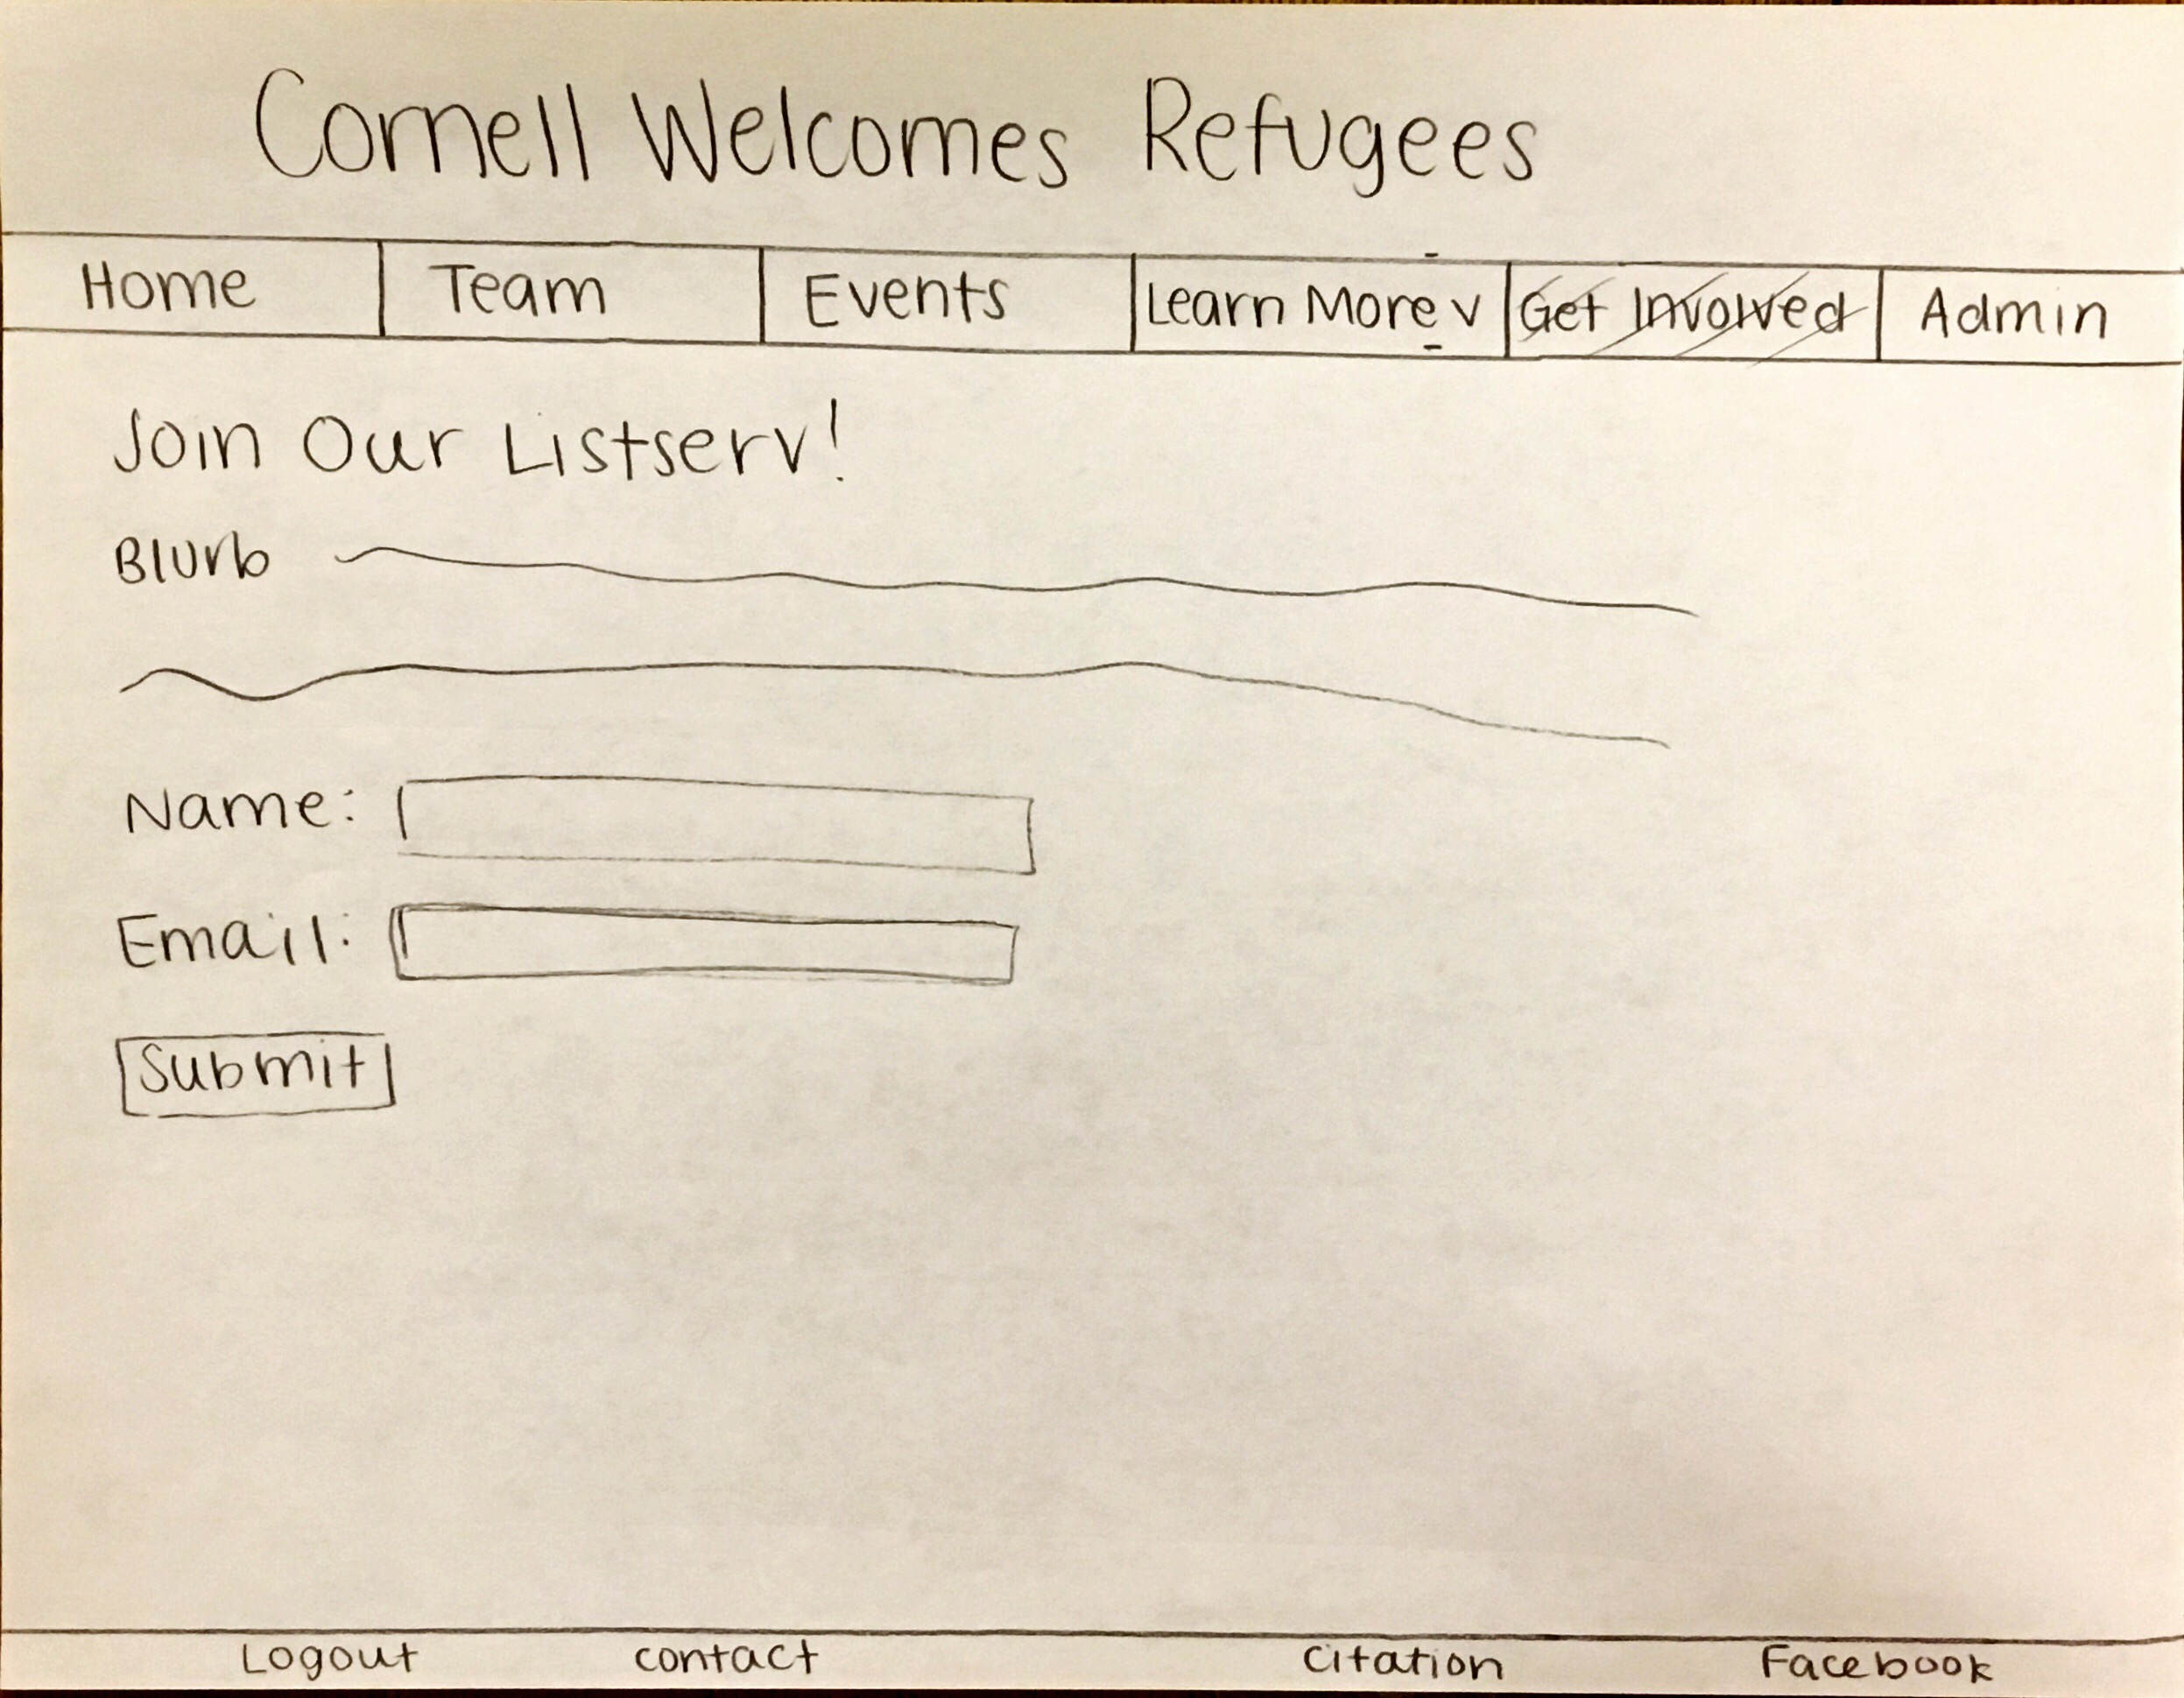 Cornell Welcomes Refugees
Home Team Events Learn More v Get Involved Admin
Join Our Listserv!
Blurb
Name:
Email:
Submit
Logout contact Citation Facebook